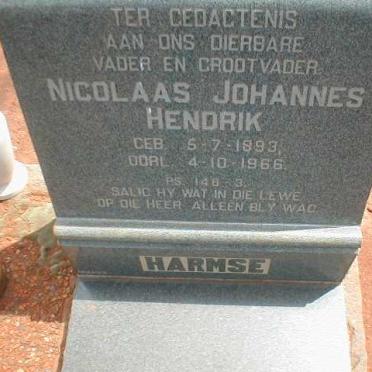 TER GEDACTENIS
AAN ONS DIERBARE
VADER EN GROOTVADER
NICOLAAS JOHANNES
HENDRIK
GEB. 5-7-1893,
OORL. 4-10-1966.
PS. 146-3.
SALIG HY WAT IN DIE LEWE
OP DIE HEER ALLEEN BLY WAG
HARMSE